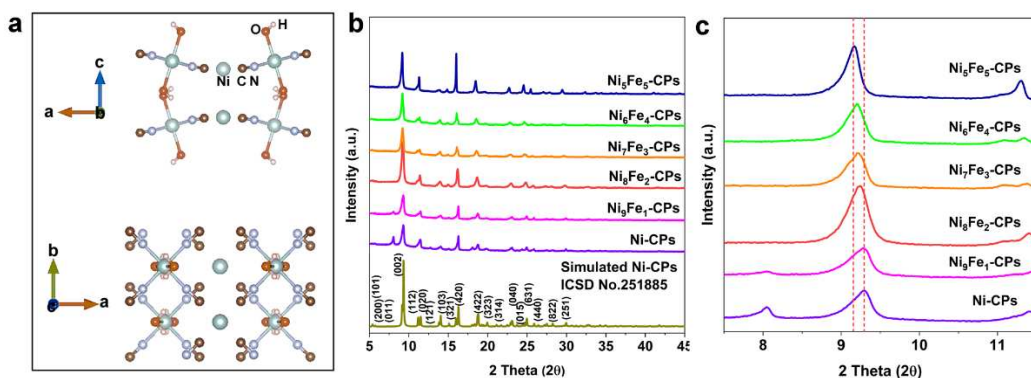 a
O
H
Ni
C
N
c
a
b
b
c
a
b
Ni₅Fe₅-CPs
Ni₆Fe₄-CPs
Ni₇Fe₃-CPs
Ni₈Fe₂-CPs
Ni₉Fe₁-CPs
Ni-CPs
Simulated Ni-CPs
ICSD No.251885
(200)
(101)
(011)
(002)
(112)
(020)
(121)
(103)
(321)
(420)
(422)
(323)
(314)
(040)
(015)
(631)
(440)
(822)
(251)
Intensity (a.u.)
5 10 15 20 25 30 35 40 45
2 Theta (2θ)
c
Ni₅Fe₅-CPs
Ni₆Fe₄-CPs
Ni₇Fe₃-CPs
Ni₈Fe₂-CPs
Ni₉Fe₁-CPs
Ni-CPs
Intensity (a.u.)
8 9 10 11
2 Theta (2θ)